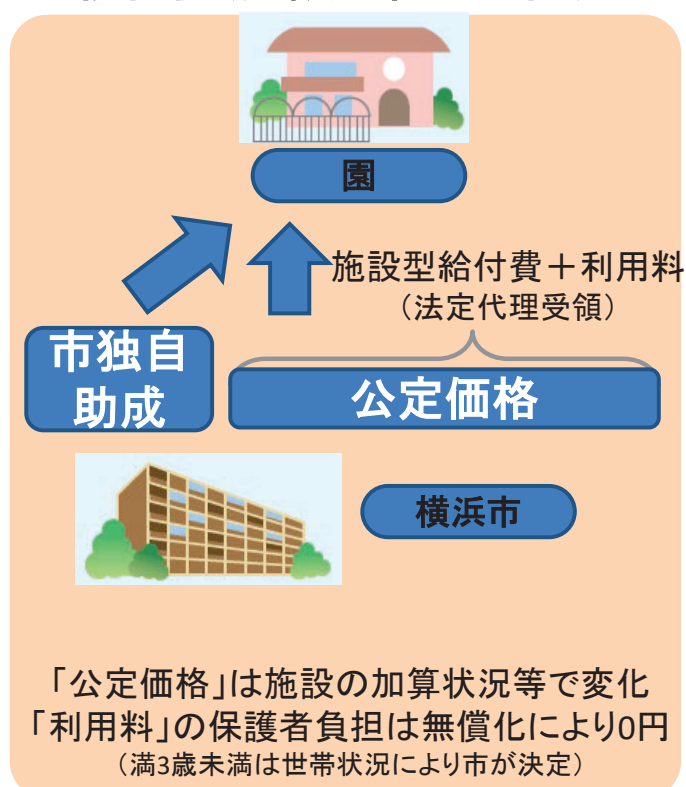 園
施設型給付費＋利用料
（法定代理受領）
市独自
助成
公定価格
横浜市
「公定価格」は施設の加算状況等で変化
「利用料」の保護者負担は無償化により0円
（満3歳未満は世帯状況により市が決定）